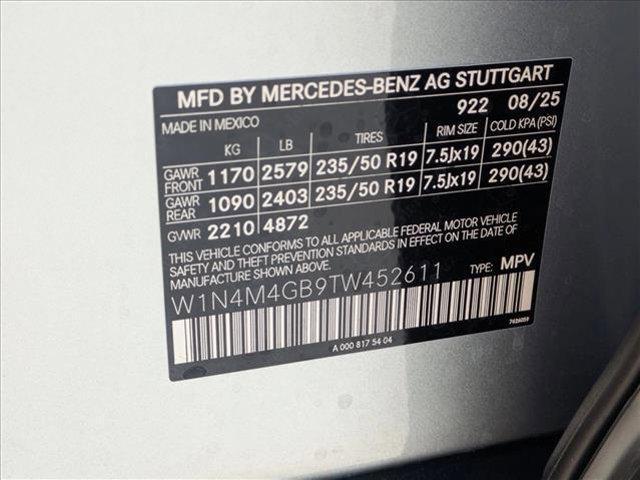 MFD BY MERCEDES-BENZ AG STUTTGART
922 08/25
MADE IN MEXICO
KG LB TIRES RIM SIZE COLD KPA (PSI)
GAWR FRONT 1170 2579 235/50 R19 7.5Jx19 290(43)
GAWR REAR 1090 2403 235/50 R19 7.5Jx19 290(43)
GVWR 2210 4872
THIS VEHICLE CONFORMS TO ALL APPLICABLE FEDERAL MOTOR VEHICLE
SAFETY AND THEFT PREVENTION STANDARDS IN EFFECT ON THE DATE OF
MANUFACTURE SHOWN ABOVE.
W1N4M4GB9TW452611 TYPE: MPV
7626059
A 000 817 54 04